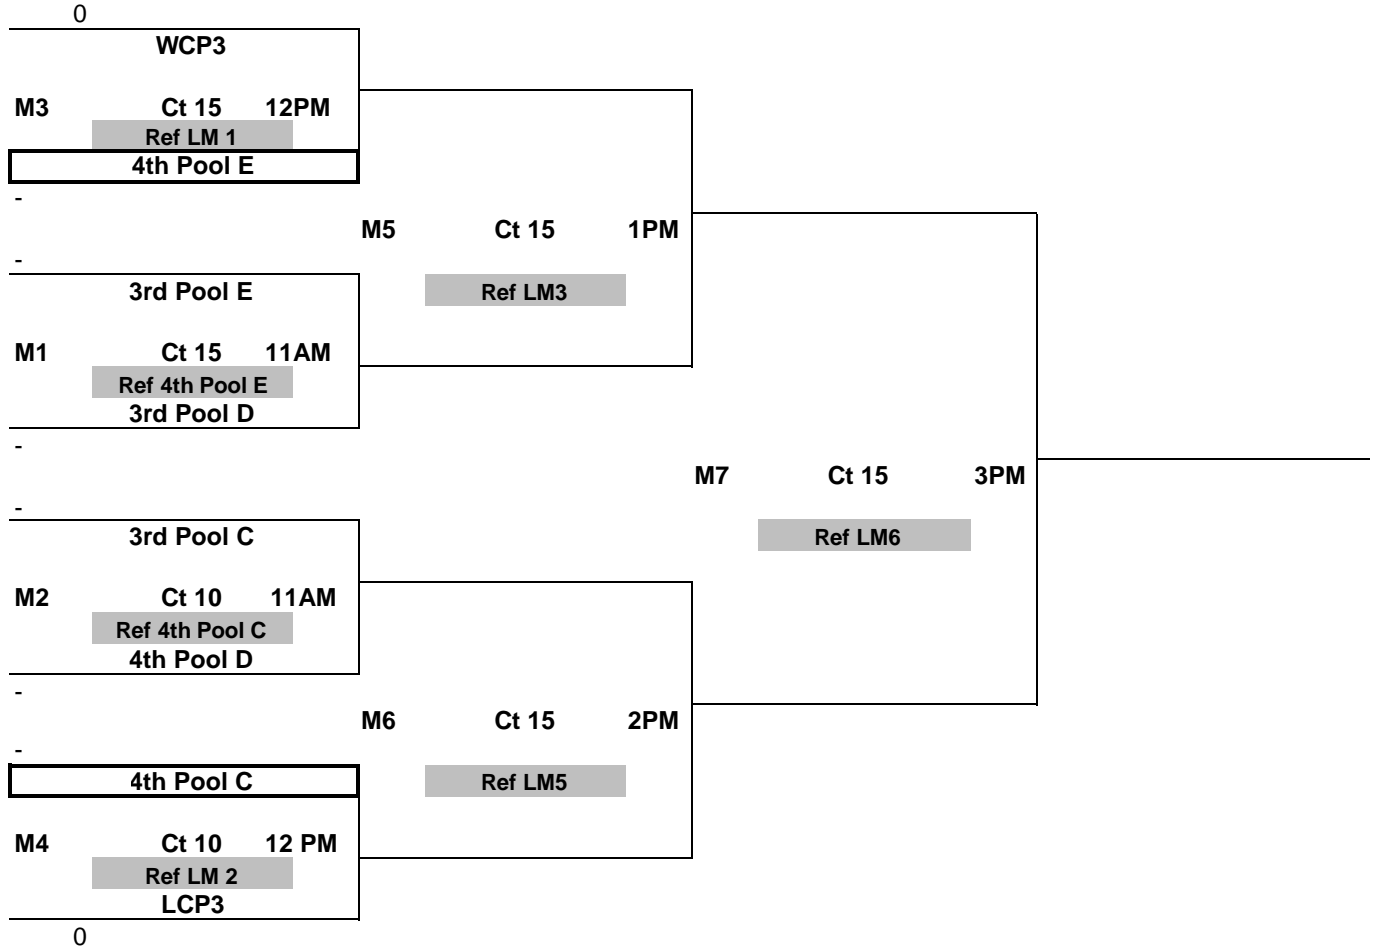 0
WCP3
M3 Ct 15 12PM
Ref LM 1
4th Pool E
-
M5 Ct 15 1PM
-
3rd Pool E
Ref LM3
M1 Ct 15 11AM
Ref 4th Pool E
3rd Pool D
-
M7 Ct 15 3PM
-
3rd Pool C
Ref LM6
M2 Ct 10 11AM
Ref 4th Pool C
4th Pool D
-
M6 Ct 15 2PM
-
4th Pool C
Ref LM5
M4 Ct 10 12 PM
Ref LM 2
LCP3
0